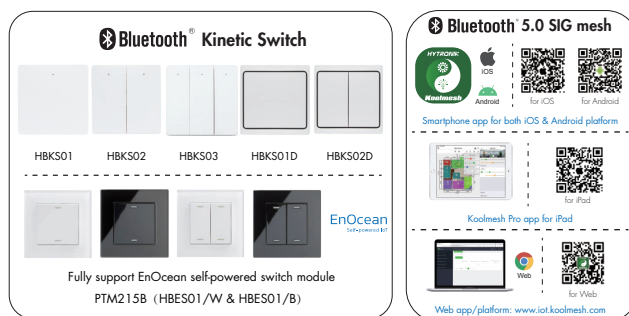 Bluetooth® Kinetic Switch
HBKS01
HBKS02
HBKS03
HBKS01D
HBKS02D
EnOcean
Self-powered IoT
Fully support EnOcean self-powered switch module
PTM215B（HBES01/W & HBES01/B）
Bluetooth® 5.0 SIG mesh
HYTRONIK
Koolmesh
iOS
Android
for iOS
for Android
Smartphone app for both iOS & Android platform
for iPad
Koolmesh Pro app for iPad
Web
for Web
Web app/platform: www.iot.koolmesh.com